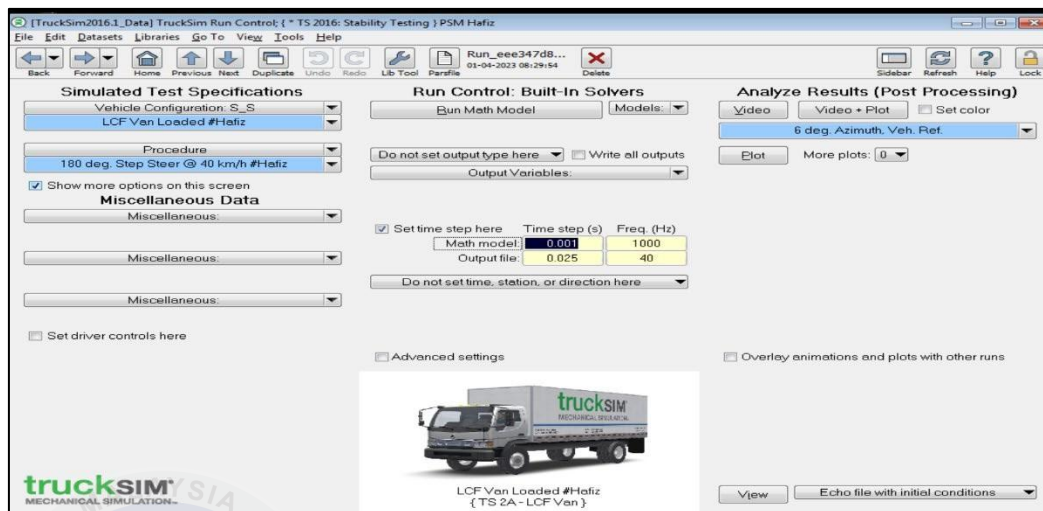 [TruckSim2016.1_Data] TruckSim Run Control; { * TS 2016: Stability Testing } PSM Hafiz
File Edit Datasets Libraries Go To View Tools Help
Back Forward Home Previous Next Duplicate Undo Redo Lib Tool Parsfile
Run_eee347d8...
01-04-2023 08:29:54
Delete Sidebar Refresh Help Lock
Simulated Test Specifications
Vehicle Configuration: S_S
LCF Van Loaded #Hafiz
Procedure
180 deg. Step Steer @ 40 km/h #Hafiz
Show more options on this screen
Miscellaneous Data
Miscellaneous:
Miscellaneous:
Miscellaneous:
Set driver controls here
truckSIM
MECHANICAL SIMULATION
YSIA
Run Control: Built-In Solvers
Run Math Model Models:
Do not set output type here Write all outputs
Output Variables:
Set time step here Time step (s) Freq. (Hz)
Math model: 0.001 1000
Output file: 0.025 40
Do not set time, station, or direction here
Advanced settings
truckSIM
MECHANICAL SIMULATION
LCF Van Loaded #Hafiz
{ TS 2A - LCF Van }
Analyze Results (Post Processing)
Video Video + Plot Set color
6 deg. Azimuth, Veh. Ref.
Plot More plots: 0
Overlay animations and plots with other runs
View Echo file with initial conditions